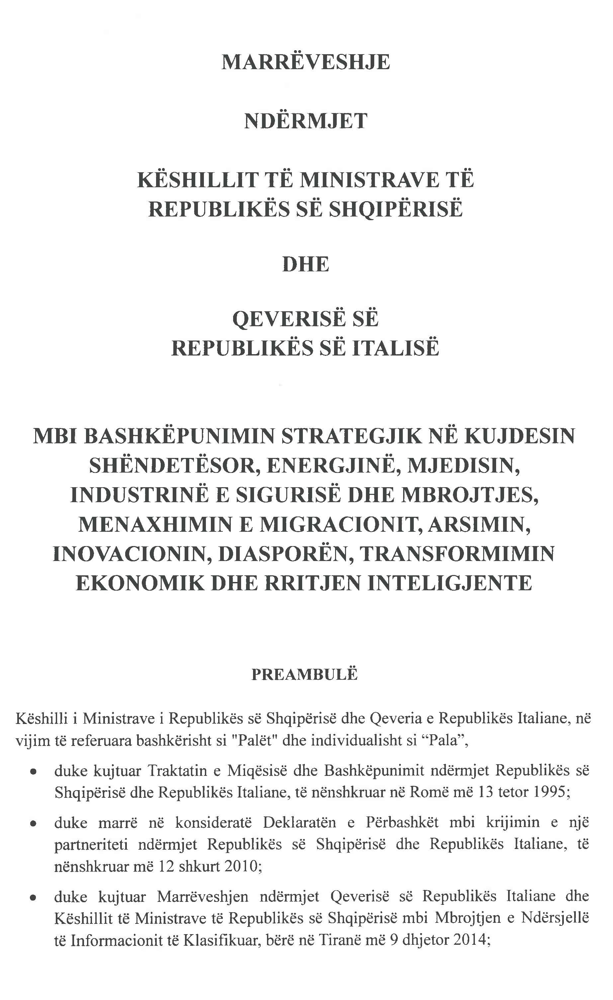 MARRËVESHJE
NDËRMJET
KËSHILLIT TË MINISTRAVE TË
REPUBLIKËS SË SHQIPËRISË
DHE
QEVERISË SË
REPUBLIKËS SË ITALISË
MBI BASHKËPUNIMIN STRATEGJIK NË KUJDESIN
SHËNDETËSOR, ENERGJINË, MJEDISIN,
INDUSTRINË E SIGURISË DHE MBROJTJES,
MENAXHIMIN E MIGRACIONIT, ARSIMIN,
INOVACIONIN, DIASPORËN, TRANSFORMIMIN
EKONOMIK DHE RRITJEN INTELIGJENTE
PREAMBULË
Këshilli i Ministrave i Republikës së Shqipërisë dhe Qeveria e Republikës Italiane, në
vijim të referuara bashkërisht si "Palët" dhe individualisht si “Pala”,
• duke kujtuar Traktatin e Miqësisë dhe Bashkëpunimit ndërmjet Republikës së
Shqipërisë dhe Republikës Italiane, të nënshkruar në Romë më 13 tetor 1995;
• duke marrë në konsideratë Deklaratën e Përbashkët mbi krijimin e një
partneriteti ndërmjet Republikës së Shqipërisë dhe Republikës Italiane, të
nënshkruar më 12 shkurt 2010;
• duke kujtuar Marrëveshjen ndërmjet Qeverisë së Republikës Italiane dhe
Këshillit të Ministrave të Republikës së Shqipërisë mbi Mbrojtjen e Ndërsjellë
të Informacionit të Klasifikuar, bërë në Tiranë më 9 dhjetor 2014;